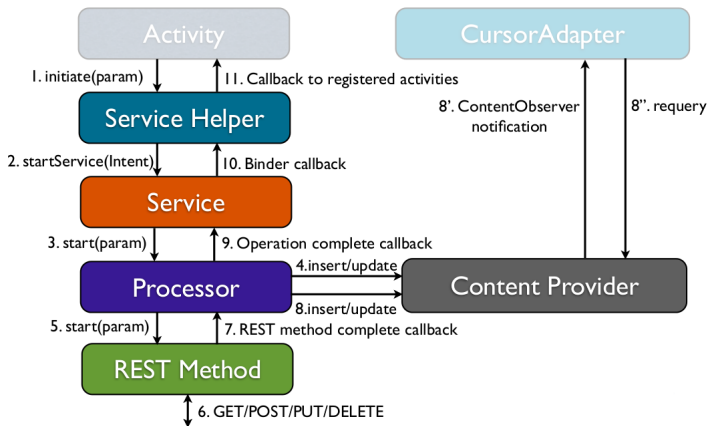 Activity
CursorAdapter
1. initiate(param)
11. Callback to registered activities
Service Helper
8'. ContentObserver
notification
8". requery
2. startService(Intent)
10. Binder callback
Service
3. start(param)
9. Operation complete callback
4.insert/update
Processor
Content Provider
8.insert/update
5. start(param)
7. REST method complete callback
REST Method
6. GET/POST/PUT/DELETE